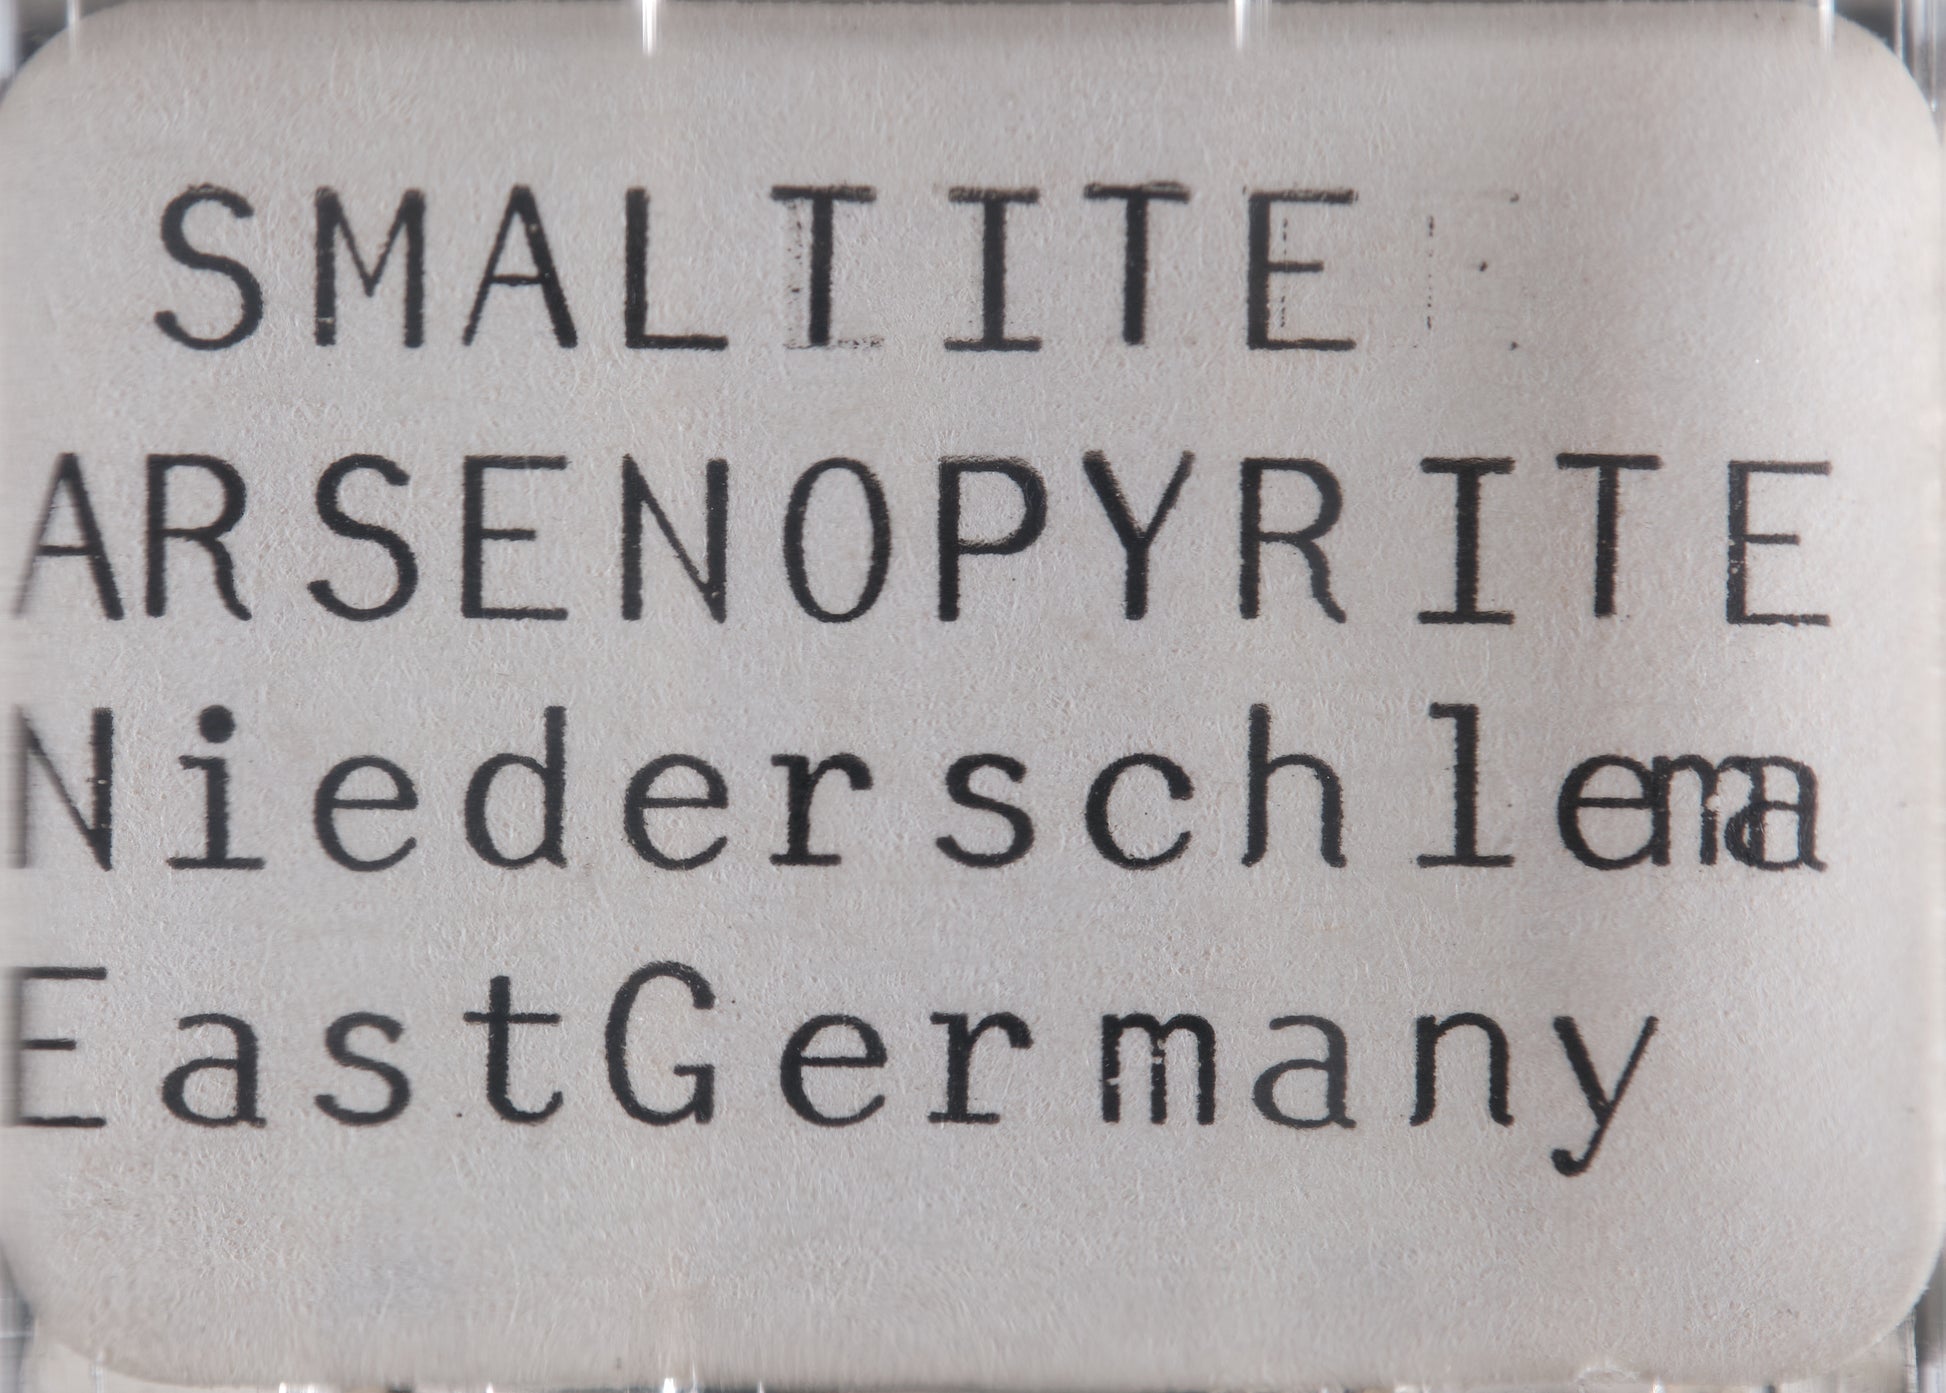 SMALTITE
ARSENOPYRITE
Niederschlema
EastGermany